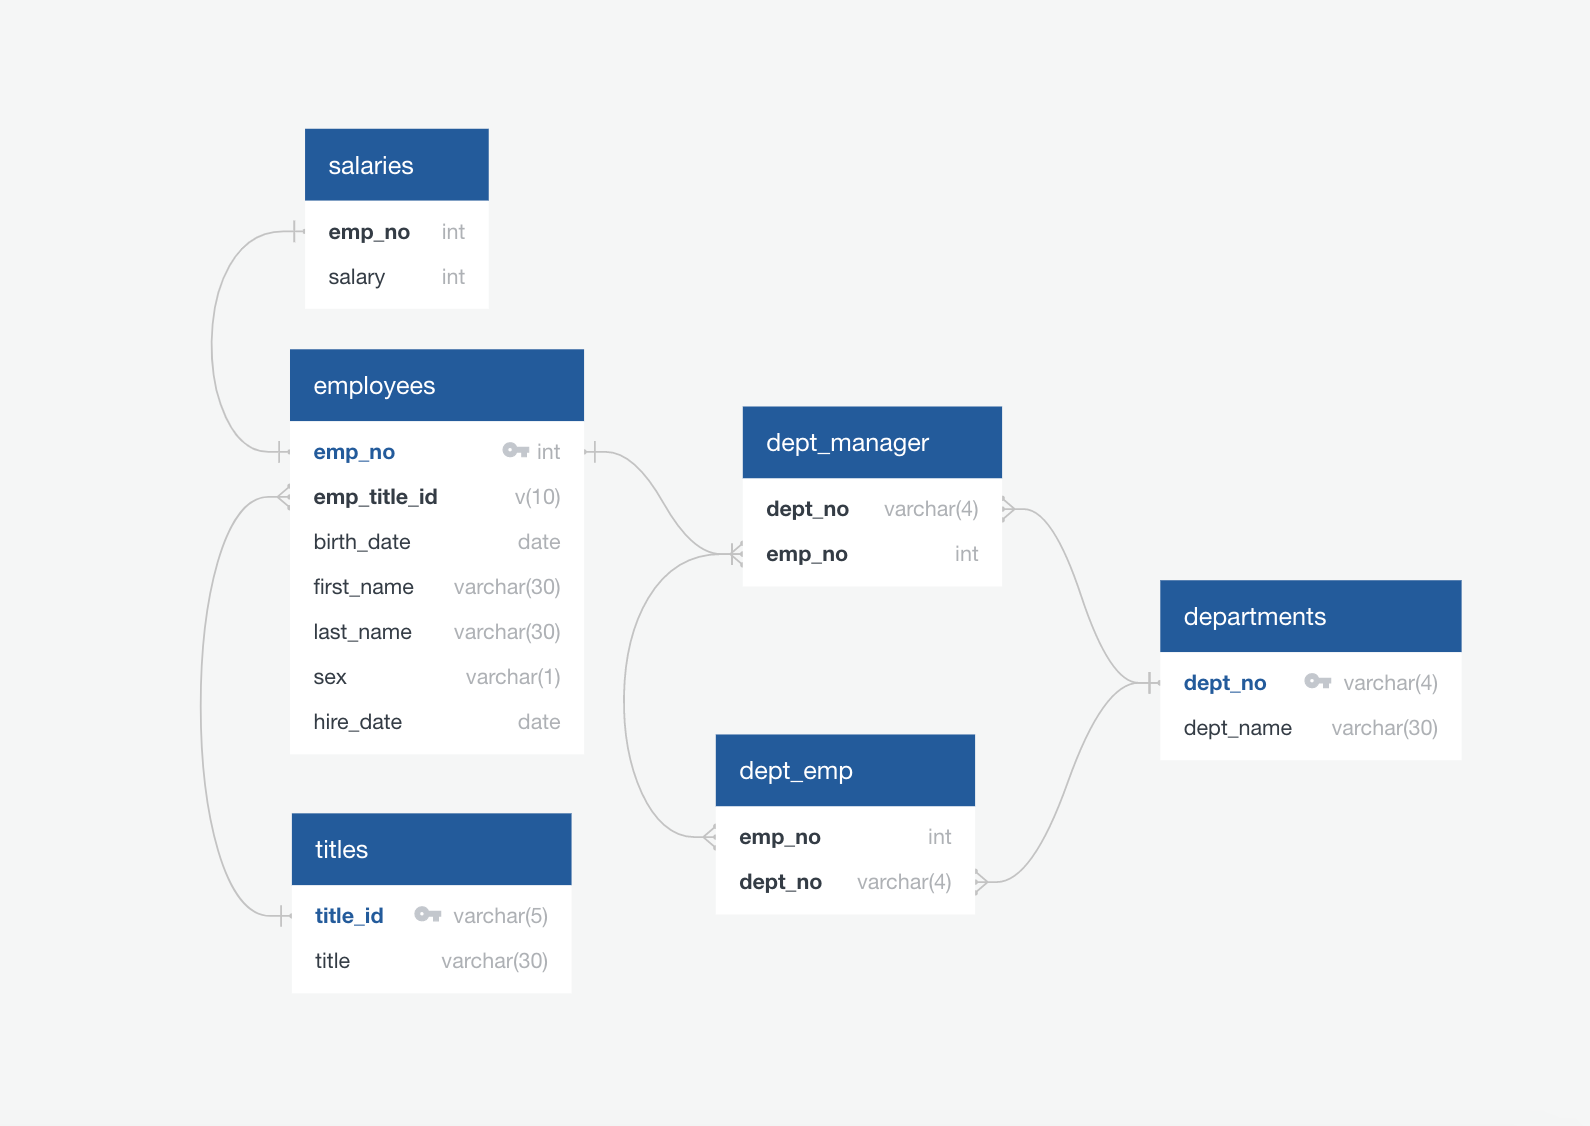 salaries
emp_no int
salary int
employees
emp_no int
emp_title_id v(10)
birth_date date
first_name varchar(30)
last_name varchar(30)
sex varchar(1)
hire_date date
titles
title_id varchar(5)
title varchar(30)
dept_manager
dept_no varchar(4)
emp_no int
dept_emp
emp_no int
dept_no varchar(4)
departments
dept_no varchar(4)
dept_name varchar(30)